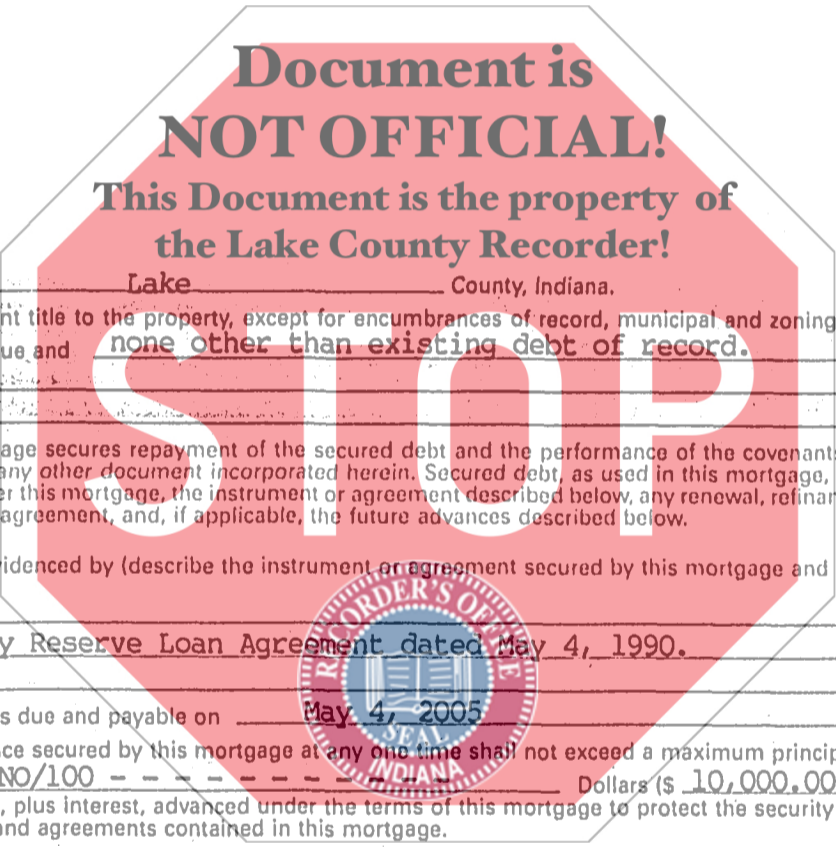 Document is
NOT OFFICIAL!
This Document is the property of
the Lake County Recorder!
Lake County, Indiana.
nt title to the property, except for encumbrances of record, municipal and zoning
ue and none other than existing debt of record.
STOP
age secures repayment of the secured debt and the performance of the covenants
any other document incorporated herein. Secured debt, as used in this mortgage,
er this mortgage, the instrument or agreement described below, any renewal, refinan
agreement, and, if applicable, the future advances described below.
idenced by (describe the instrument or agreement secured by this mortgage and
y Reserve Loan Agreement dated May 4, 1990.
s due and payable on May 4, 2005
ce secured by this mortgage at any one time shall not exceed a maximum princip
NO/100 - - - - - - - - - - - - Dollars ($ 10,000.00
, plus interest, advanced under the terms of this mortgage to protect the security
and agreements contained in this mortgage.
RECORDER'S OFFICE
SEAL
INDIANA